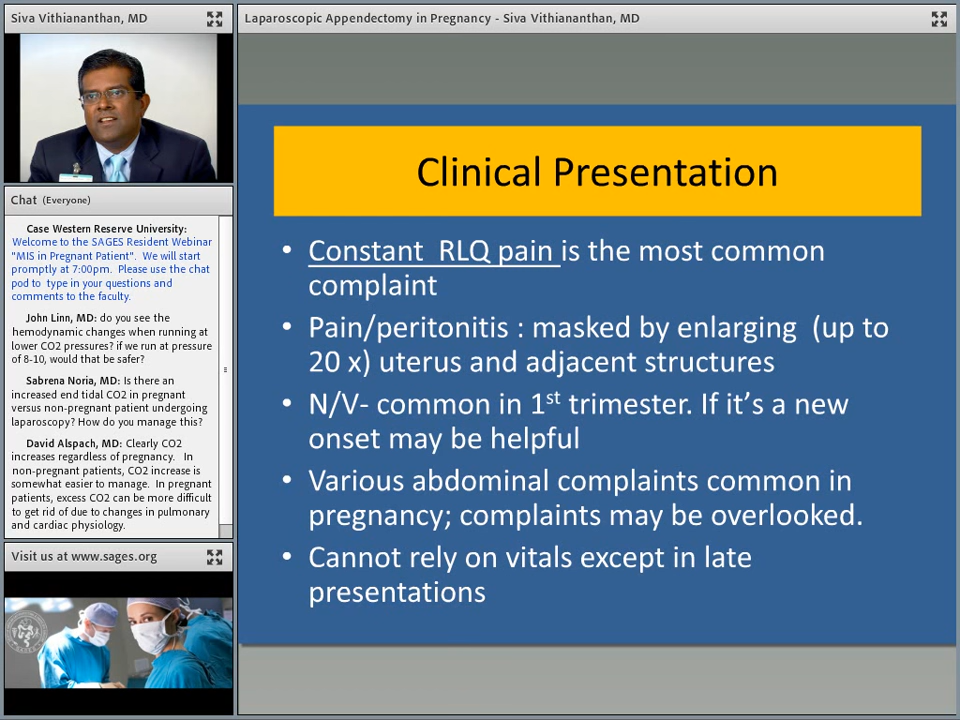 Siva Vithiananthan, MD
Laparoscopic Appendectomy in Pregnancy - Siva Vithiananthan, MD
Chat (Everyone)
Case Western Reserve University:
Welcome to the SAGES Resident Webinar
"MIS in Pregnant Patient". We will start
promptly at 7:00pm. Please use the chat
pod to type in your questions and
comments to the faculty.
John Linn, MD: do you see the
hemodynamic changes when running at
lower CO2 pressures? if we run at pressure
of 8-10, would that be safer?
Sabrena Noria, MD: Is there an
increased end tidal CO2 in pregnant
versus non-pregnant patient undergoing
laparoscopy? How do you manage this?
David Alspach, MD: Clearly CO2
increases regardless of pregnancy. In
non-pregnant patients, CO2 increase is
somewhat easier to manage. In pregnant
patients, excess CO2 can be more difficult
to get rid of due to changes in pulmonary
and cardiac physiology.
Visit us at www.sages.org
Clinical Presentation
• Constant RLQ pain is the most common
complaint
• Pain/peritonitis : masked by enlarging (up to
20 x) uterus and adjacent structures
• N/V- common in 1st trimester. If it's a new
onset may be helpful
• Various abdominal complaints common in
pregnancy; complaints may be overlooked.
• Cannot rely on vitals except in late
presentations